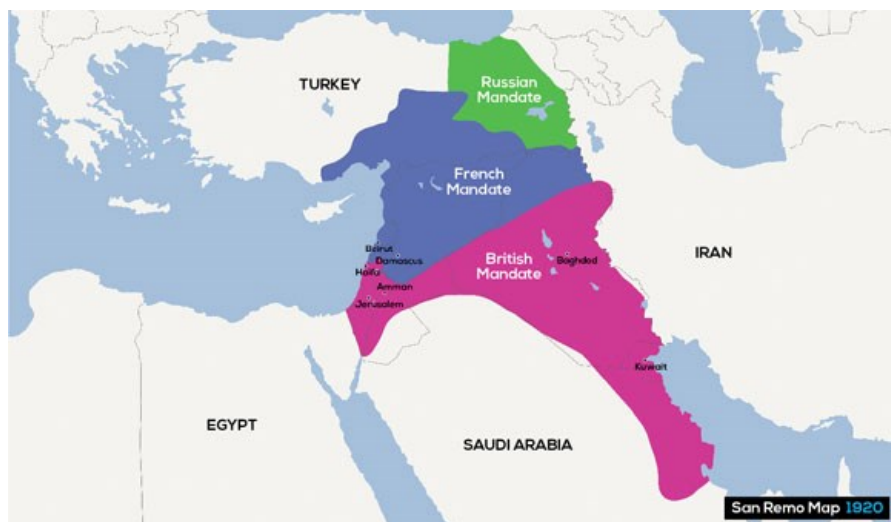 Russian
Mandate
TURKEY
French
Mandate
Beirut
Damascus
Haifa
British
Mandate
Baghdad
IRAN
Amman
Jerusalem
Kuwait
EGYPT
SAUDI ARABIA
San Remo Map 1920